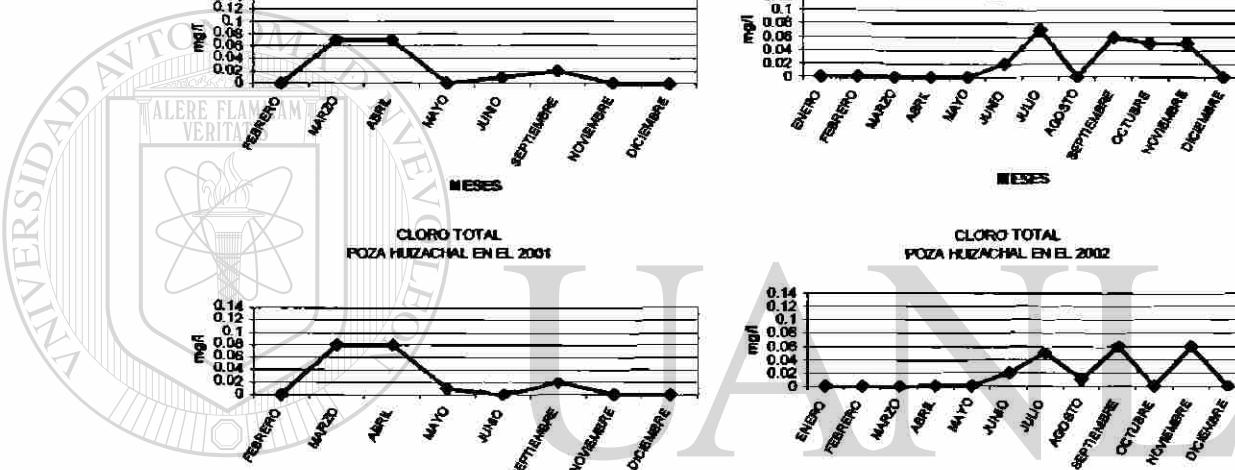 0.12
0.1
0.08
0.06
0.04
0.02
0
mg/l
FEBRERO
MARZO
ABRIL
MAYO
JUNIO
SEPTIEMBRE
NOVIEMBRE
DICIEMBRE
MESES
0.1
0.08
0.06
0.04
0.02
0
mg/l
ENERO
FEBRERO
MARZO
ABRIL
MAYO
JUNIO
JULIO
AGOSTO
SEPTIEMBRE
OCTUBRE
NOVIEMBRE
DICIEMBRE
MESES
CLORO TOTAL
POZA HUIZACHAL EN EL 2001
0.14
0.12
0.1
0.08
0.06
0.04
0.02
0
mg/l
FEBRERO
MARZO
ABRIL
MAYO
JUNIO
SEPTIEMBRE
NOVIEMBRE
DICIEMBRE
CLORO TOTAL
POZA HUIZACHAL EN EL 2002
0.14
0.12
0.1
0.08
0.06
0.04
0.02
0
mg/l
ENERO
FEBRERO
MARZO
ABRIL
MAYO
JUNIO
JULIO
AGOSTO
SEPTIEMBRE
OCTUBRE
NOVIEMBRE
DICIEMBRE
ALERE FLAMMAM
VERITATIS
UANL